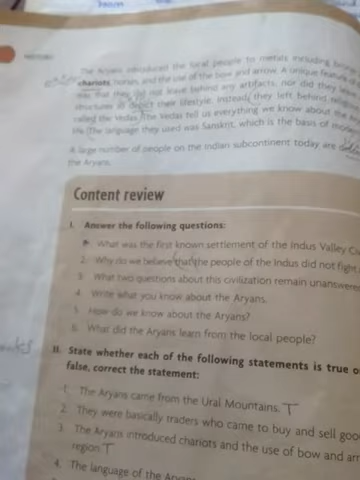 HISTORY
The Aryans introduced the local people to metals including bronze
chariots, horses, and the use of the bow and arrow. A unique feature of
was that they did not leave behind any artifacts, nor did they leave
structures to depict their lifestyle. Instead, they left behind
called the Vedas. The Vedas tell us everything we know about the
life. The language they used was Sanskrit, which is the basis of
A large number of people on the Indian subcontinent today are
the Aryans.
Content review
I. Answer the following questions:
1. What was the first known settlement of the Indus Valley
2. Why do we believe that the people of the Indus did not fight
3. What two questions about this civilization remain unanswere
4. Write what you know about the Aryans.
5. How do we know about the Aryans?
6. What did the Aryans learn from the local people?
II. State whether each of the following statements is true o
false, correct the statement:
1. The Aryans came from the Ural Mountains. T
2. They were basically traders who came to buy and sell goo
3. The Aryans introduced chariots and the use of bow and arr
region. T
4. The language of the